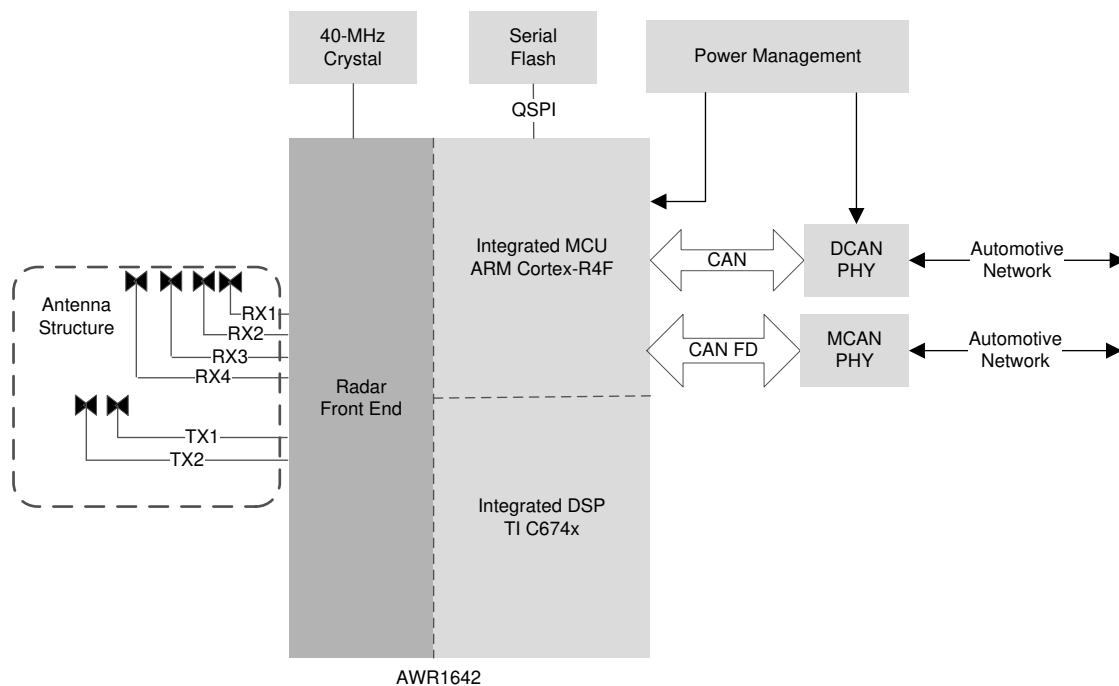 40-MHz
Crystal
Serial
Flash
Power Management
QSPI
Integrated MCU
ARM Cortex-R4F
CAN
DCAN
PHY
Automotive
Network
Antenna
Structure
RX1
RX2
RX3
RX4
CAN FD
MCAN
PHY
Automotive
Network
Radar
Front End
TX1
TX2
Integrated DSP
TI C674x
AWR1642